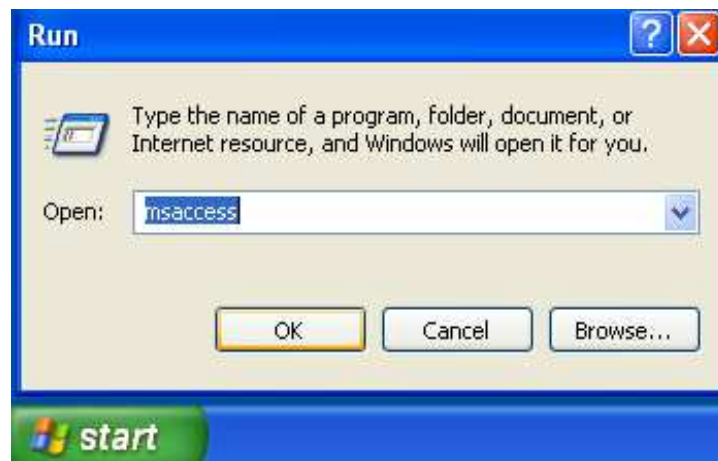 Run
Type the name of a program, folder, document, or
Internet resource, and Windows will open it for you.
Open: msaccess
OK Cancel Browse...
start